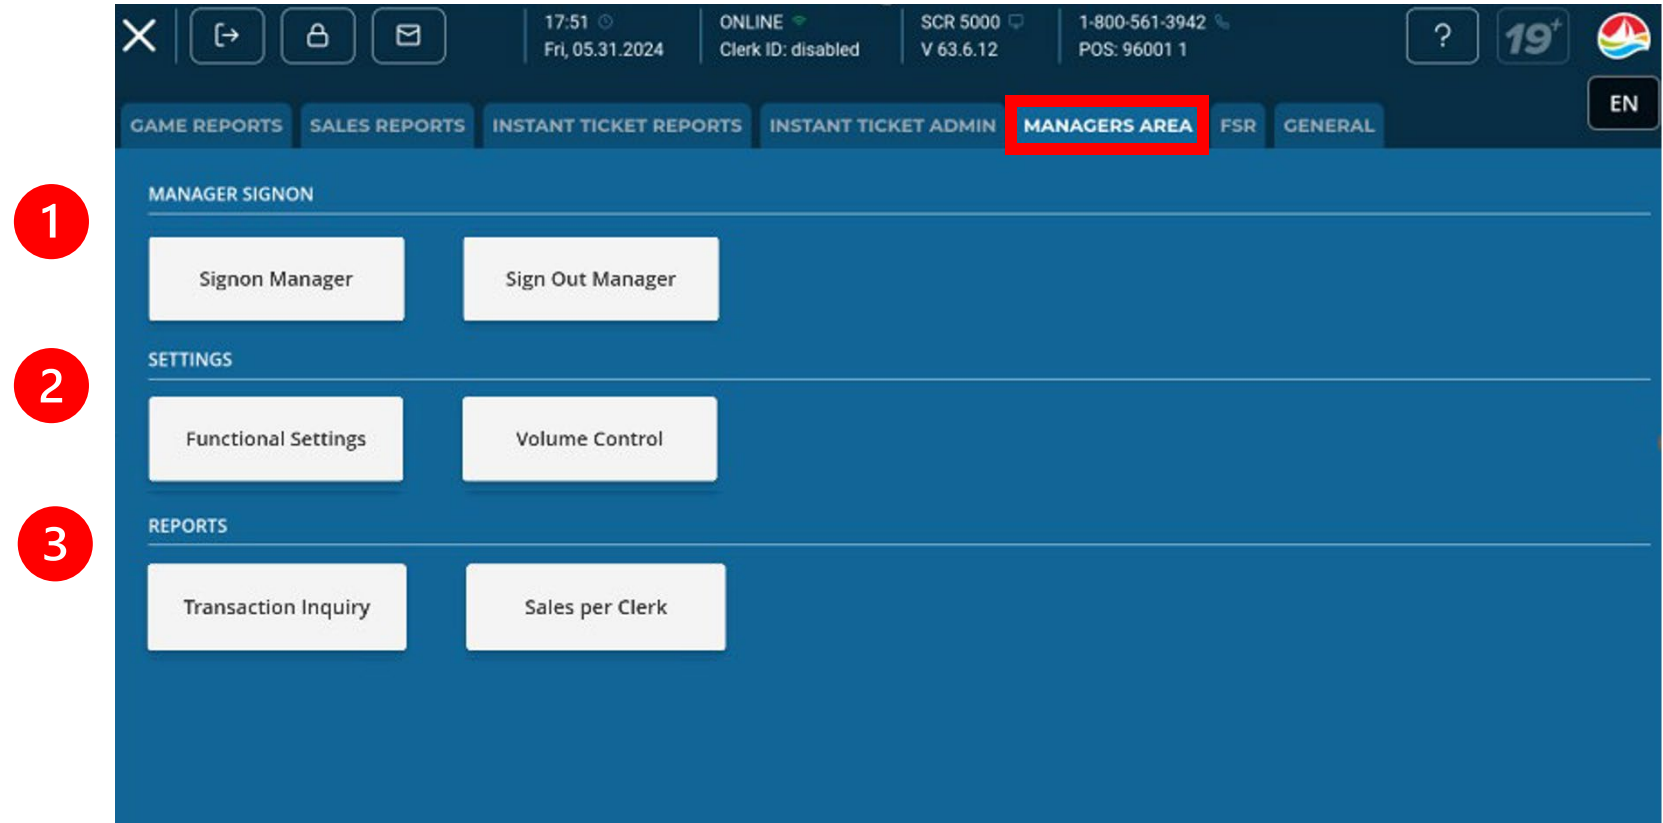 17:51
Fri, 05.31.2024
ONLINE
Clerk ID: disabled
SCR 5000
V 63.6.12
1-800-561-3942
POS: 96001 1
?
19+
EN
GAME REPORTS
SALES REPORTS
INSTANT TICKET REPORTS
INSTANT TICKET ADMIN
MANAGERS AREA
FSR
GENERAL
1
MANAGER SIGNON
Signon Manager
Sign Out Manager
2
SETTINGS
Functional Settings
Volume Control
3
REPORTS
Transaction Inquiry
Sales per Clerk